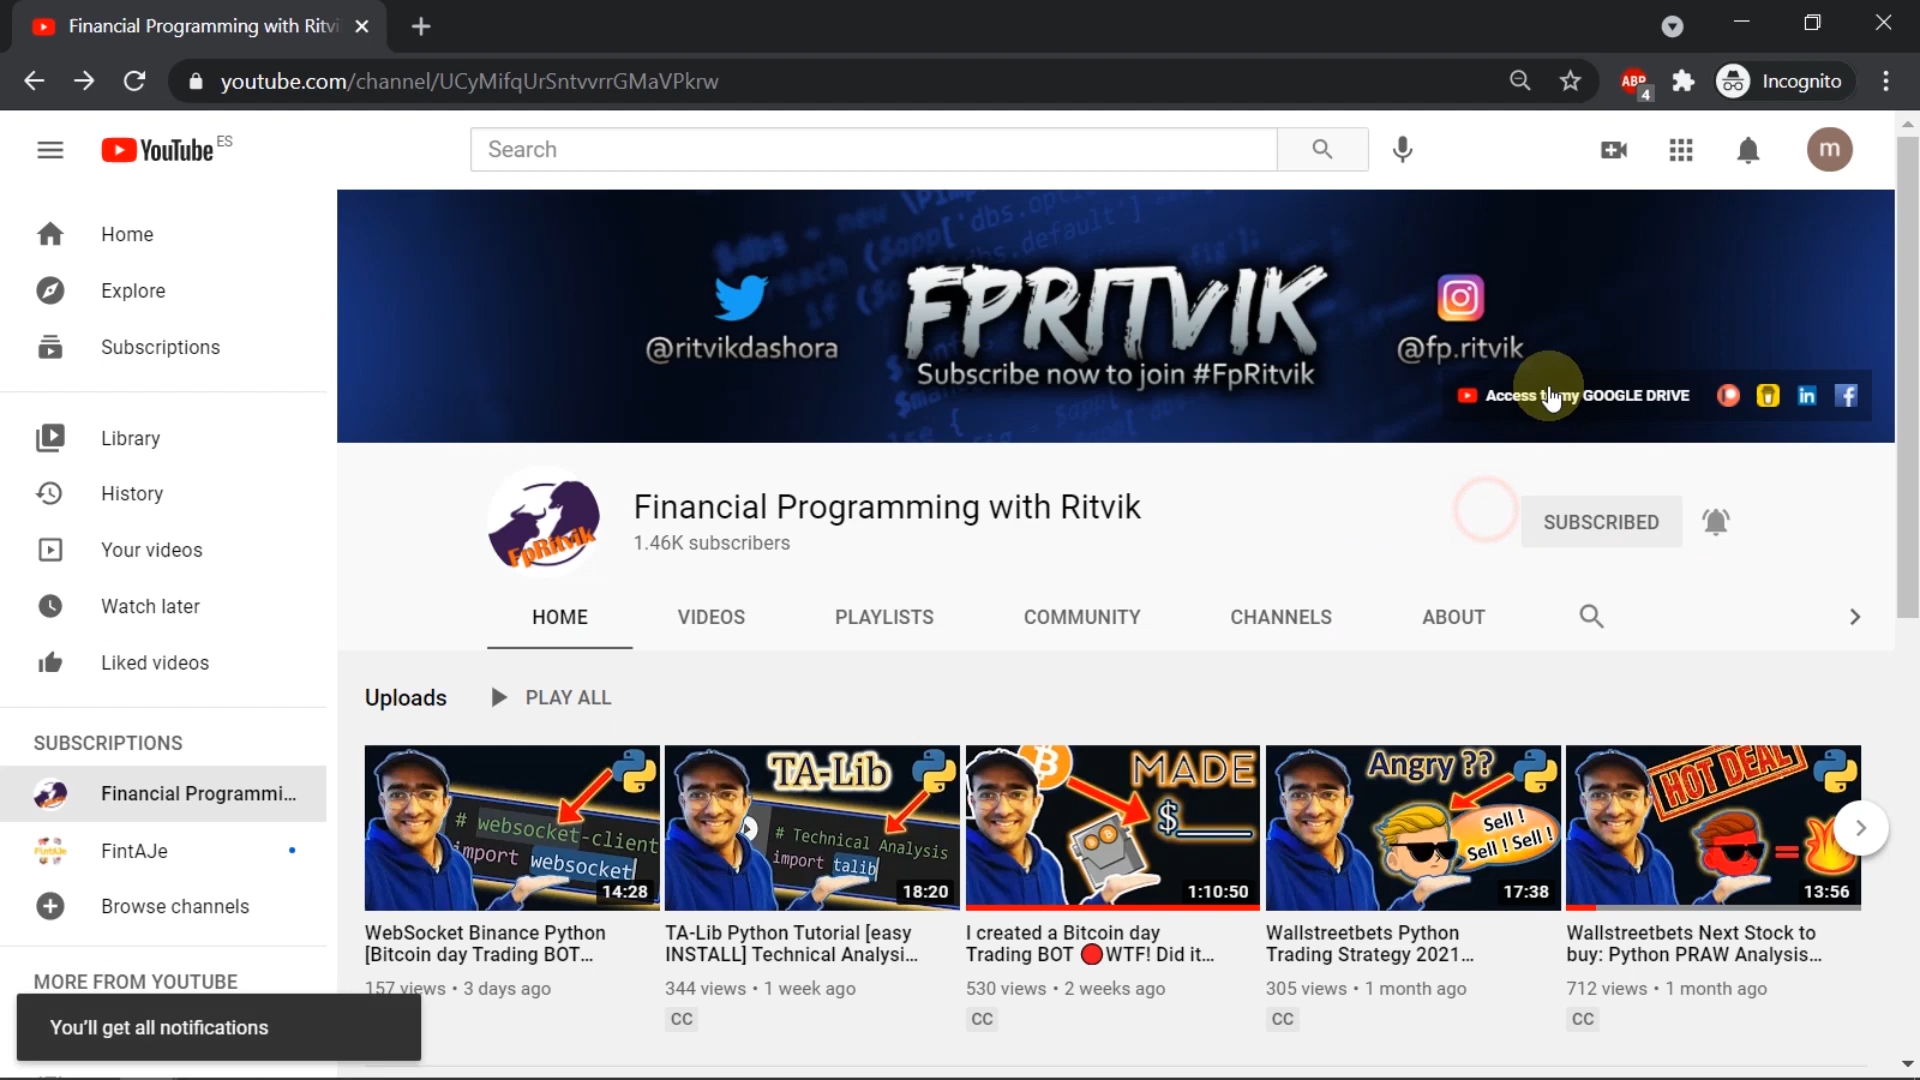 Financial Programming with Ritvi
youtube.com/channel/UCyMifqUrSntvvrrGMaVPkrw
ABP
4
Incognito
YouTube ES
Search
m
Home
Explore
Subscriptions
Library
History
Your videos
Watch later
Liked videos
SUBSCRIPTIONS
Financial Programmi...
FintAJe
Browse channels
MORE FROM YOUTUBE
You'll get all notifications
@ritvikdashora
FPRITVIK
Subscribe now to join #FpRitvik
@fp.ritvik
Access to my GOOGLE DRIVE
FpRitvik
Financial Programming with Ritvik
1.46K subscribers
SUBSCRIBED
HOME
VIDEOS
PLAYLISTS
COMMUNITY
CHANNELS
ABOUT
Uploads
PLAY ALL
# websocket-client
import websocket
14:28
WebSocket Binance Python
[Bitcoin day Trading BOT...
157 views • 3 days ago
TA-Lib
# Technical Analysis
import talib
18:20
TA-Lib Python Tutorial [easy
INSTALL] Technical Analysi...
344 views • 1 week ago
CC
MADE
$____
1:10:50
I created a Bitcoin day
Trading BOT 🔴WTF! Did it...
530 views • 2 weeks ago
CC
Angry ??
Sell !
Sell ! Sell !
17:38
Wallstreetbets Python
Trading Strategy 2021...
305 views • 1 month ago
CC
HOT DEAL
=
13:56
Wallstreetbets Next Stock to
buy: Python PRAW Analysis...
712 views • 1 month ago
CC